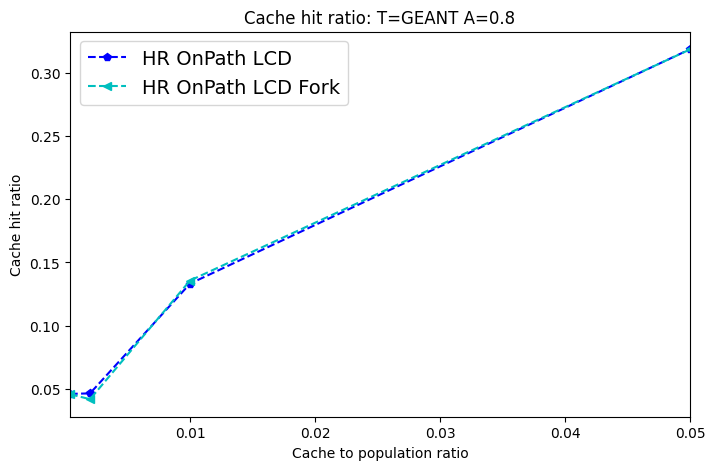 Cache hit ratio: T=GEANT A=0.8
HR OnPath LCD
HR OnPath LCD Fork
Cache hit ratio
0.30
0.25
0.20
0.15
0.10
0.05
0.01
0.02
0.03
0.04
0.05
Cache to population ratio